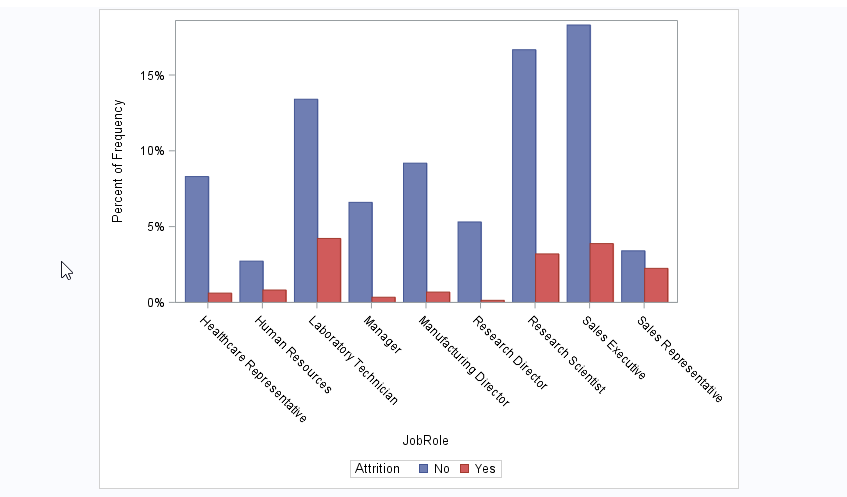 15%
10%
5%
0%
Percent of Frequency
Healthcare Representative
Human Resources
Laboratory Technician
Manager
Manufacturing Director
Research Director
Research Scientist
Sales Executive
Sales Representative
JobRole
Attrition No Yes